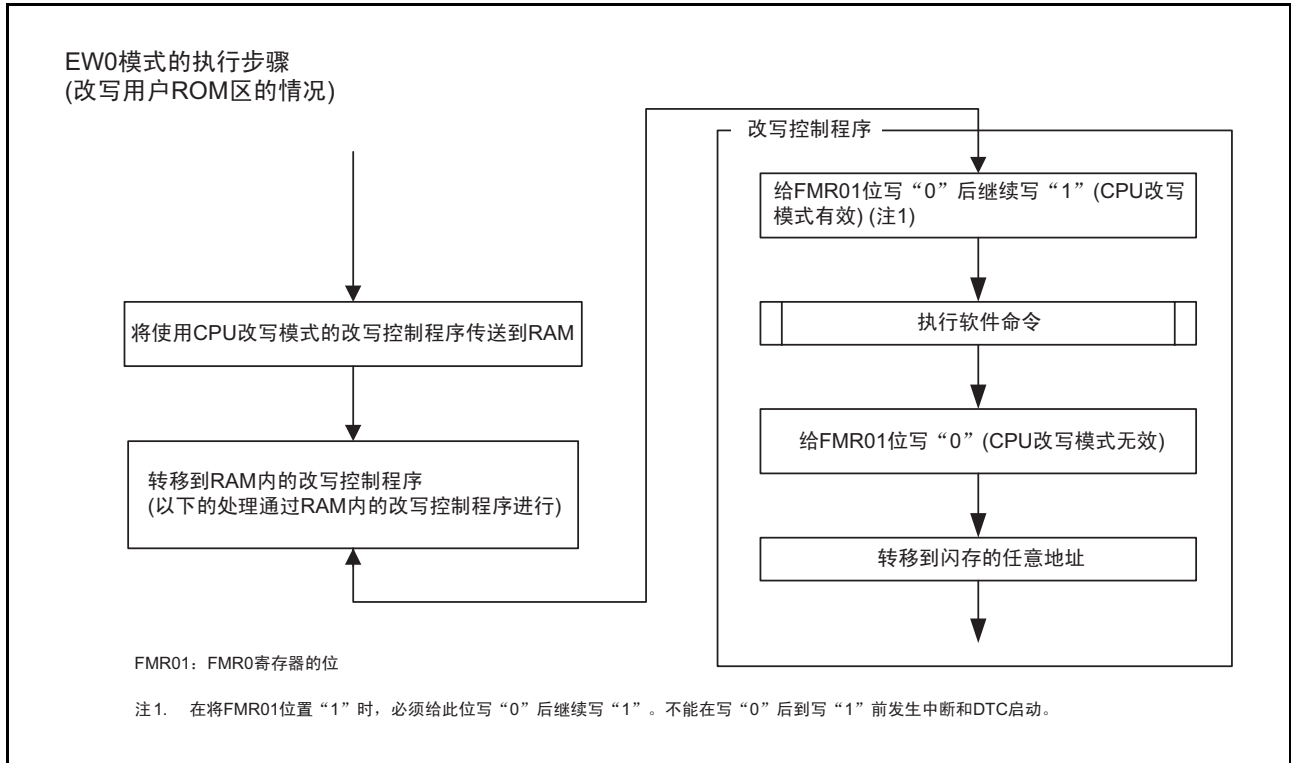 EW0模式的执行步骤
(改写用户ROM区的情况)
将使用CPU改写模式的改写控制程序传送到RAM
转移到RAM内的改写控制程序
(以下的处理通过RAM内的改写控制程序进行)
改写控制程序
给FMR01位写“0”后继续写“1”(CPU改写
模式有效) (注1)
执行软件命令
给FMR01位写“0”(CPU改写模式无效)
转移到闪存的任意地址
FMR01：FMR0寄存器的位
注1. 在将FMR01位置“1”时，必须给此位写“0”后继续写“1”。不能在写“0”后到写“1”前发生中断和DTC启动。